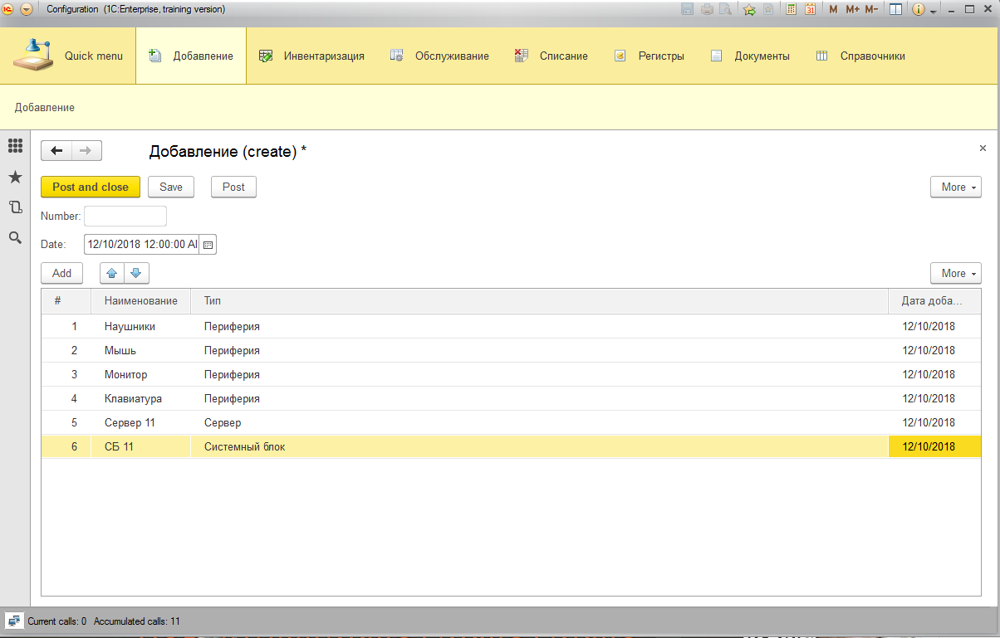 Configuration (1C:Enterprise, training version) M M+ M-
Quick menu Добавление Инвентаризация Обслуживание Списание Регистры Документы Справочники
Добавление
Добавление (create) *
Post and close Save Post More
Number:
Date: 12/10/2018 12:00:00 AI
Add More
# Наименование Тип Дата доба...
1 Наушники Периферия 12/10/2018
2 Мышь Периферия 12/10/2018
3 Монитор Периферия 12/10/2018
4 Клавиатура Периферия 12/10/2018
5 Сервер 11 Сервер 12/10/2018
6 СБ 11 Системный блок 12/10/2018
Current calls: 0 Accumulated calls: 11